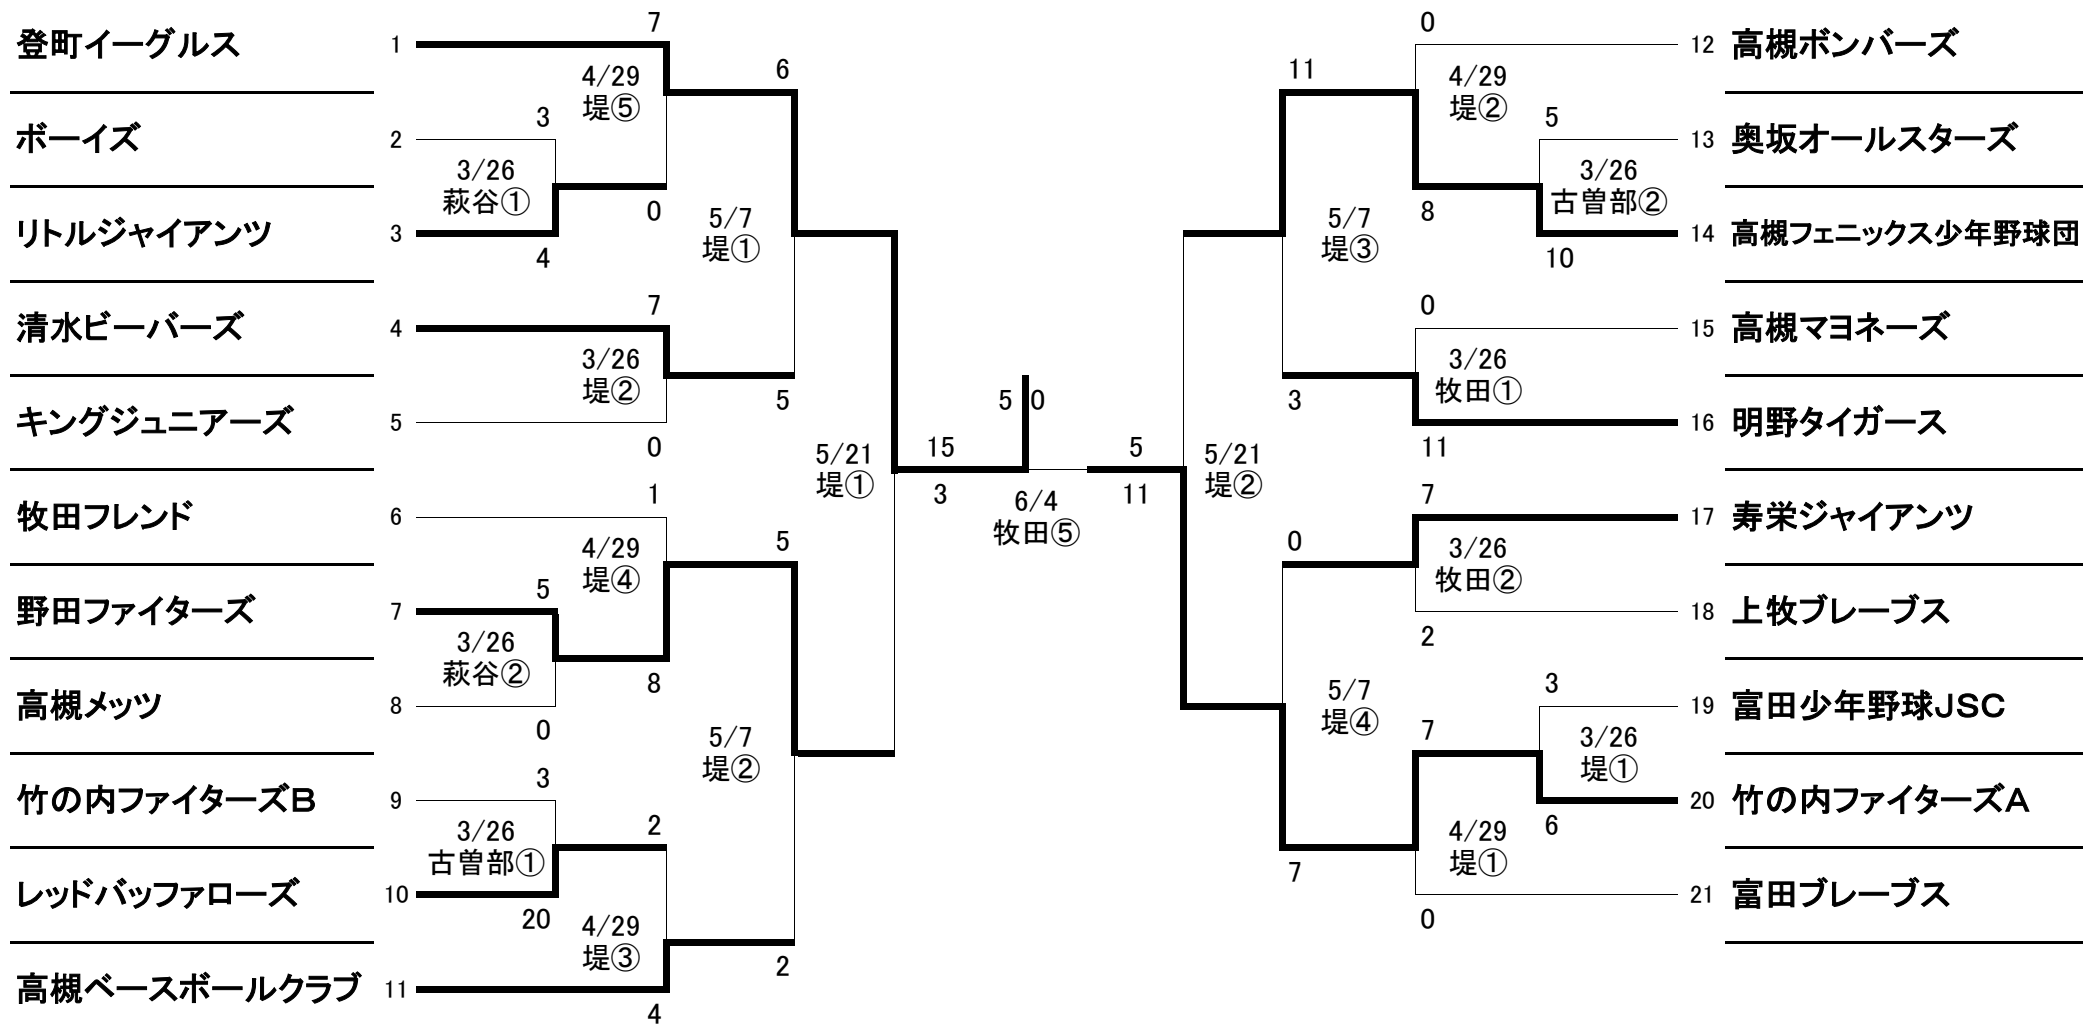 登町イーグルス 1
ボーイズ 2
リトルジャイアンツ 3
清水ビーバーズ 4
キングジュニアーズ 5
牧田フレンド 6
野田ファイターズ 7
高槻メッツ 8
竹の内ファイターズB 9
レッドバッファローズ 10
高槻ベースボールクラブ 11
7
4/29
堤⑤
0
3
3/26
萩谷①
4
7
3/26
堤②
0
1
4/29
堤④
8
5
3/26
萩谷②
0
3
3/26
古曽部①
20
2
4/29
堤③
4
6
5/7
堤①
5
5
5/7
堤②
2
5/21
堤①
15
3
5 0
6/4
牧田⑤
5
11
5/21
堤②
11
5/7
堤③
3
0
5/7
堤④
7
0
4/29
堤②
8
5
3/26
古曽部②
10
0
3/26
牧田①
11
7
3/26
牧田②
2
3
3/26
堤①
6
7
4/29
堤①
0
12 高槻ボンバーズ
13 奥坂オールスターズ
14 高槻フェニックス少年野球団
15 高槻マヨネーズ
16 明野タイガース
17 寿栄ジャイアンツ
18 上牧ブレーブス
19 富田少年野球JSC
20 竹の内ファイターズA
21 富田ブレーブス